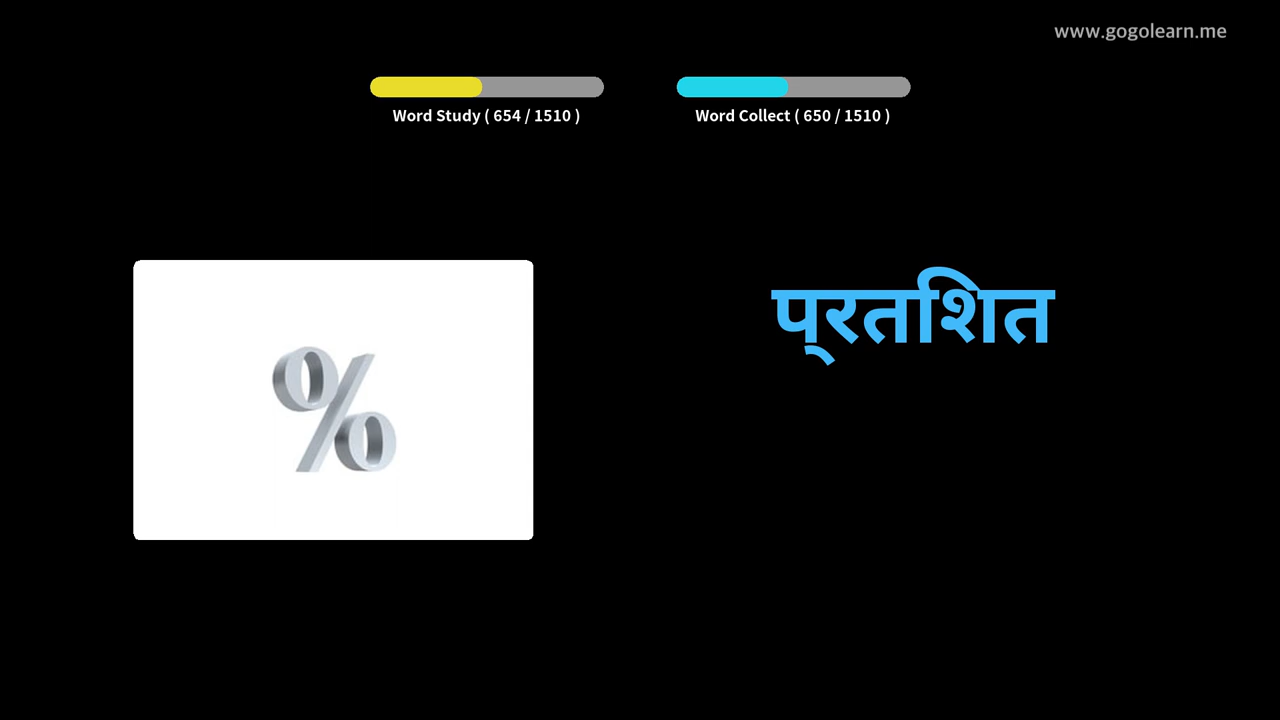 www.gogolearn.me
Word Study ( 654 / 1510 )
Word Collect ( 650 / 1510 )
%
प्रतिशत